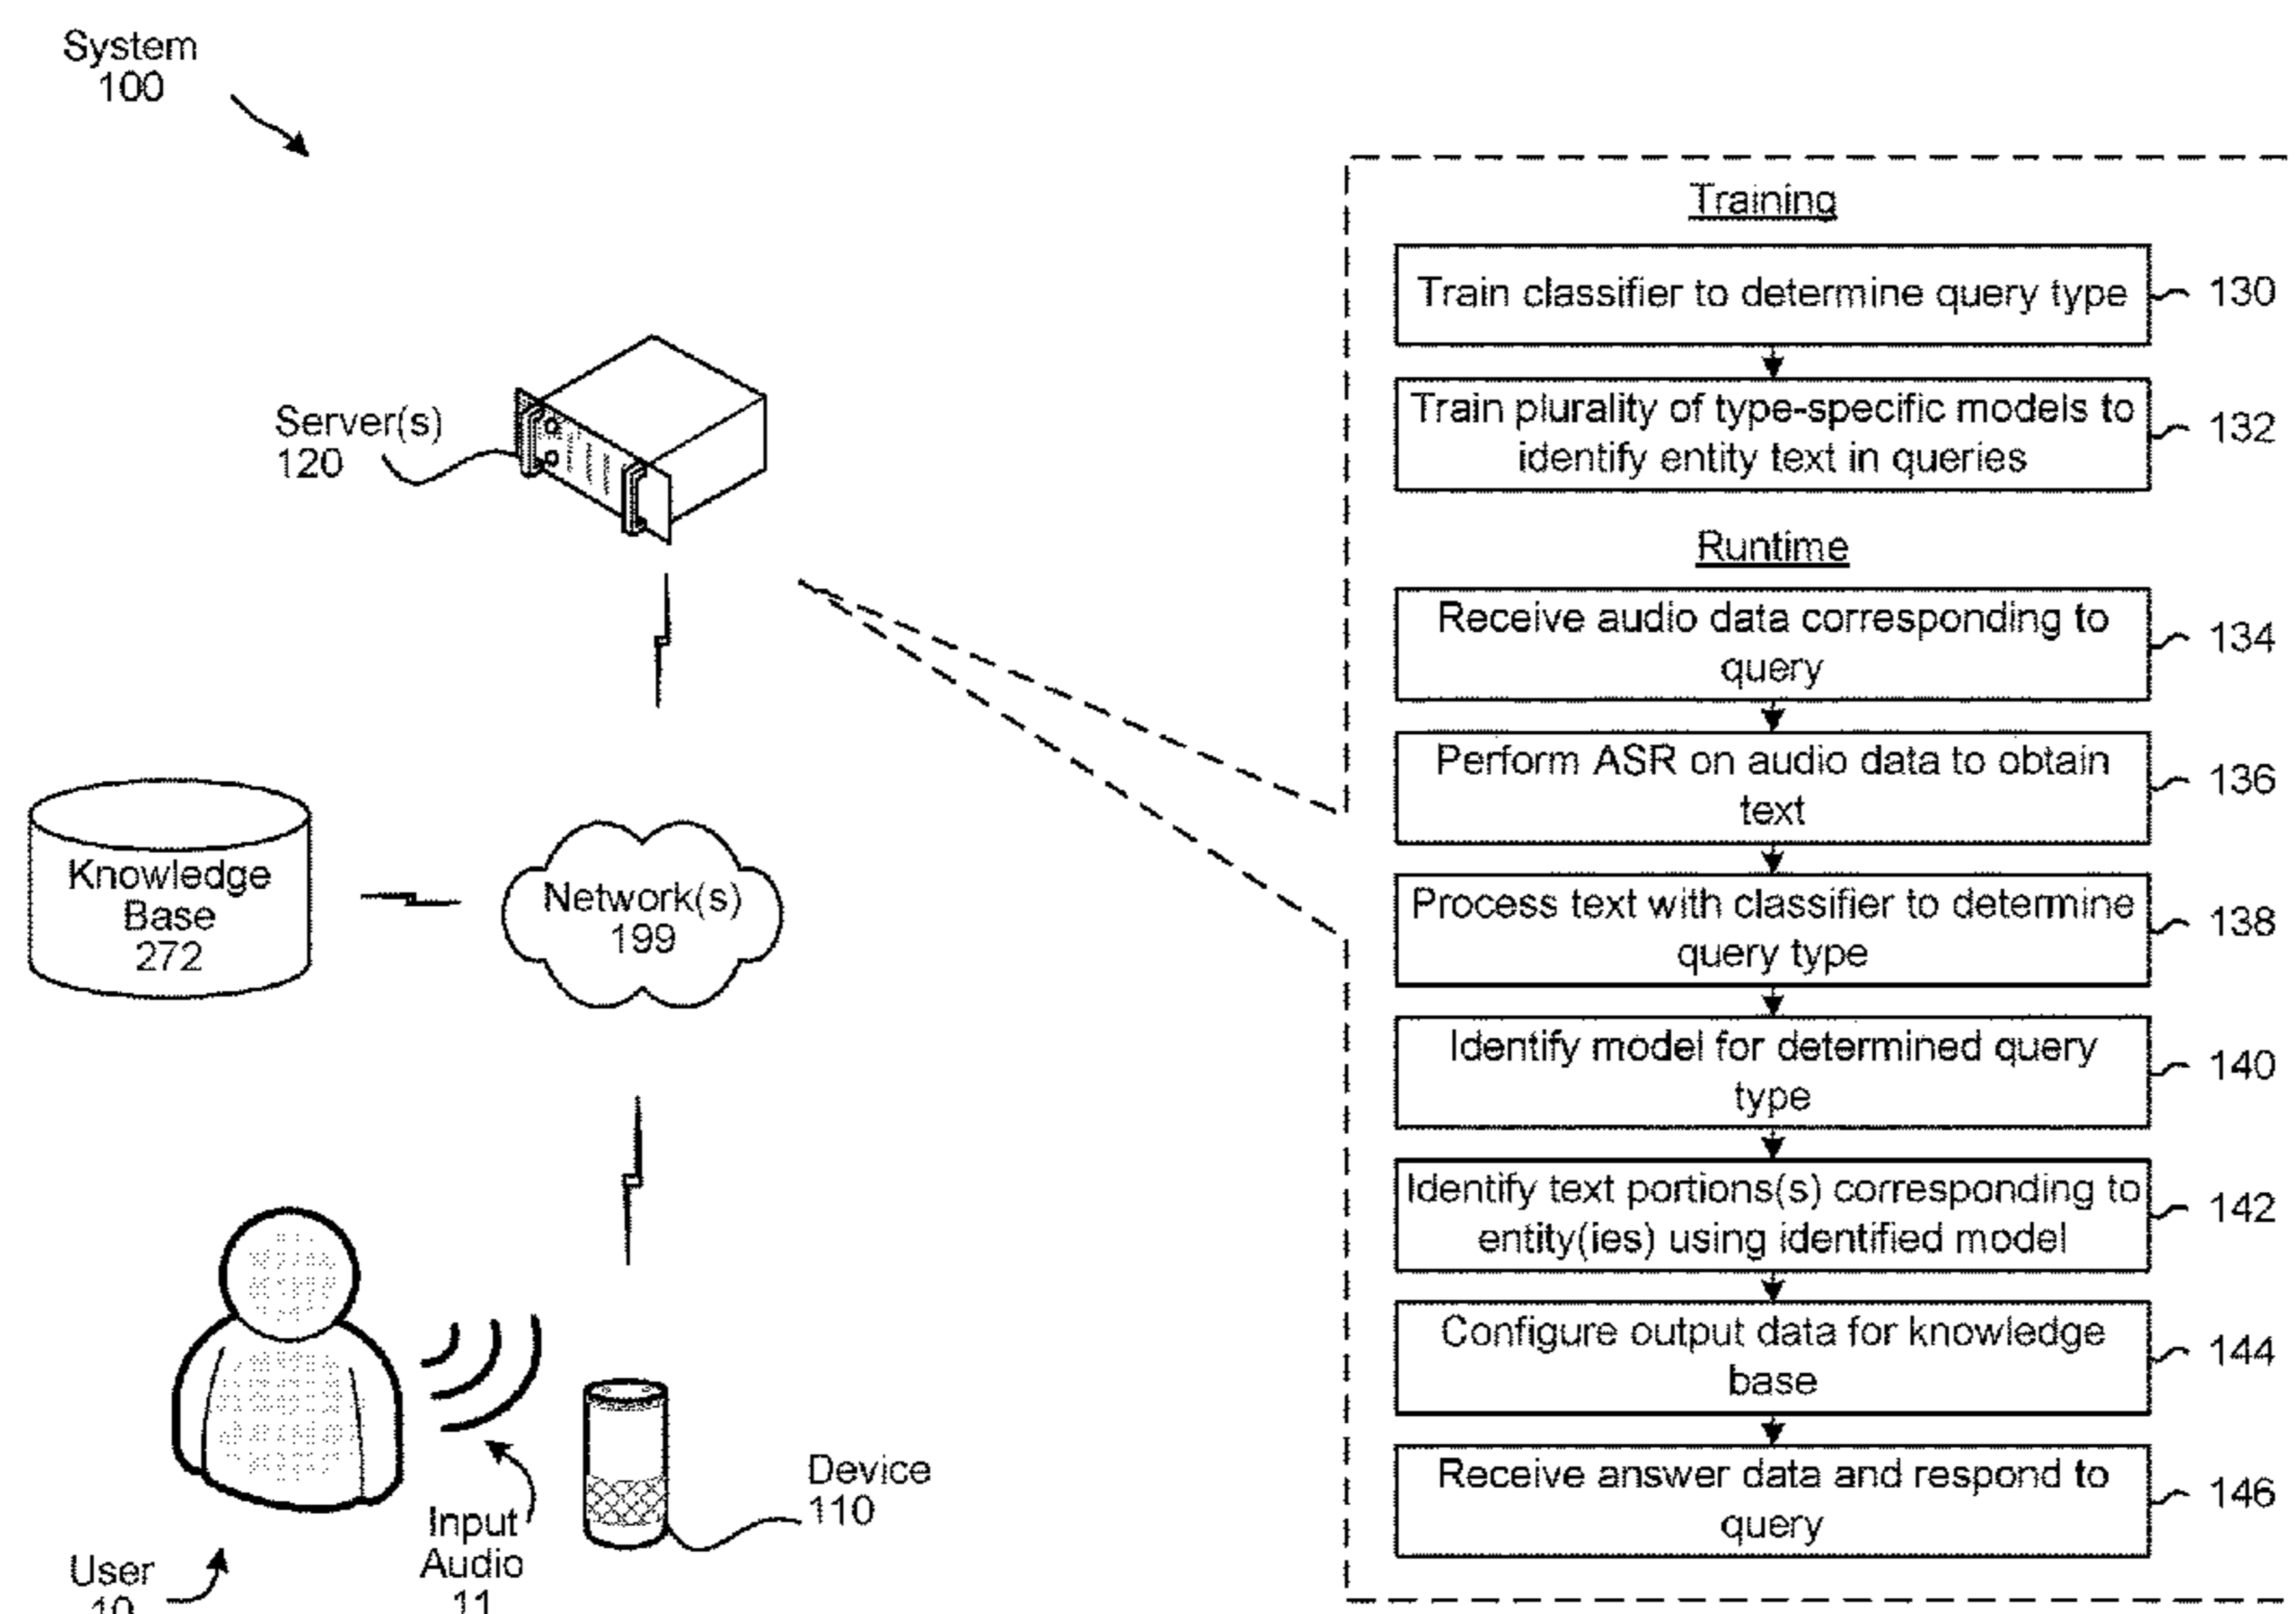 System
100
Server(s)
120
Knowledge
Base
272
Network(s)
199
Device
110
Input
Audio
11
User
10
Training
Train classifier to determine query type
130
Train plurality of type-specific models to
identify entity text in queries
132
Runtime
Receive audio data corresponding to
query
134
Perform ASR on audio data to obtain
text
136
Process text with classifier to determine
query type
138
Identify model for determined query
type
140
Identify text portions(s) corresponding to
entity(ies) using identified model
142
Configure output data for knowledge
base
144
Receive answer data and respond to
query
146